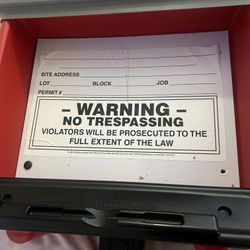 SITE ADDRESS
LOT BLOCK JOB
PERMIT #
– WARNING –
NO TRESPASSING
VIOLATORS WILL BE PROSECUTED TO THE
FULL EXTENT OF THE LAW